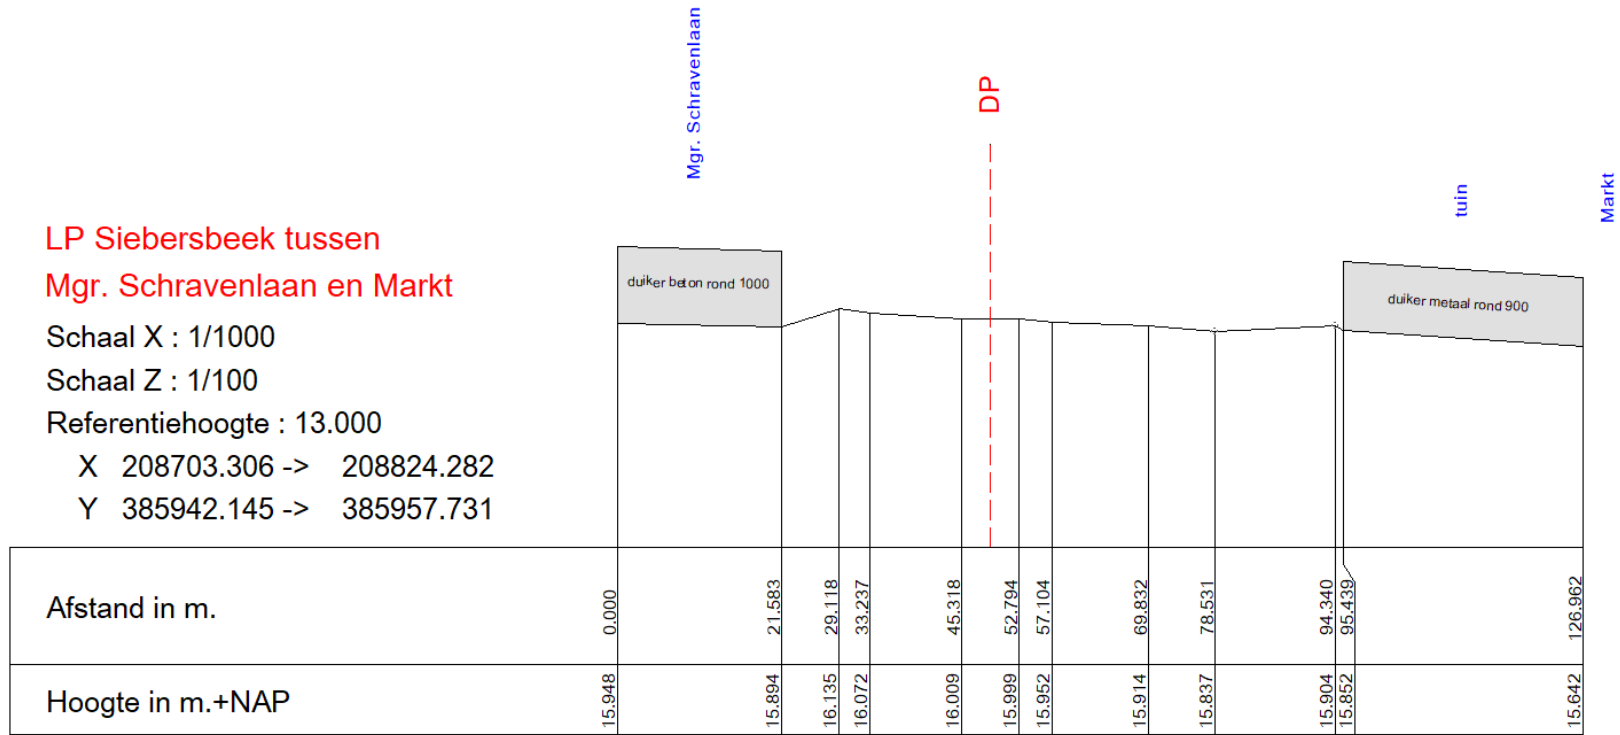 Mgr. Schravenlaan
DP
tuin
Markt
LP Siebersbeek tussen
Mgr. Schravenlaan en Markt
duiker beton rond 1000
duiker metaal rond 900
Schaal X : 1/1000
Schaal Z : 1/100
Referentiehoogte : 13.000
X 208703.306 -> 208824.282
Y 385942.145 -> 385957.731
Afstand in m. 0.000 21.583 29.118 33.237 45.318 52.794 57.104 69.832 78.531 94.340 95.439 126.962
Hoogte in m.+NAP 15.948 15.894 16.135 16.072 16.009 15.999 15.952 15.914 15.837 15.904 15.852 15.642